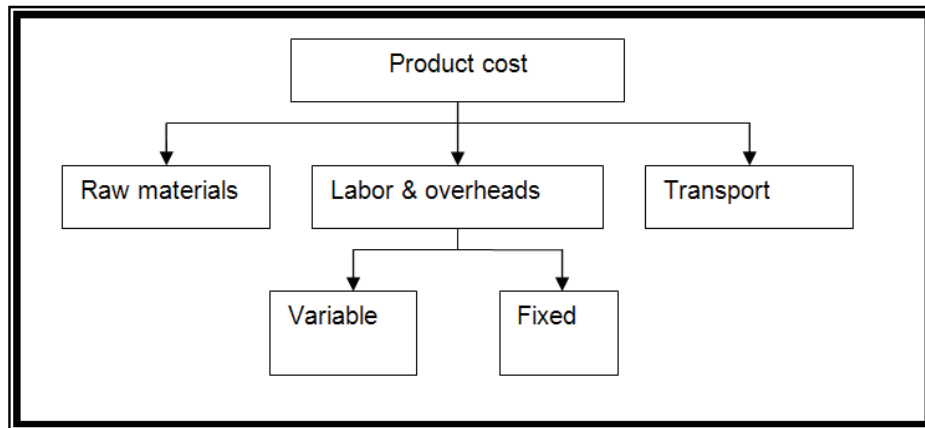 Product cost
Raw materials
Labor & overheads
Transport
Variable
Fixed